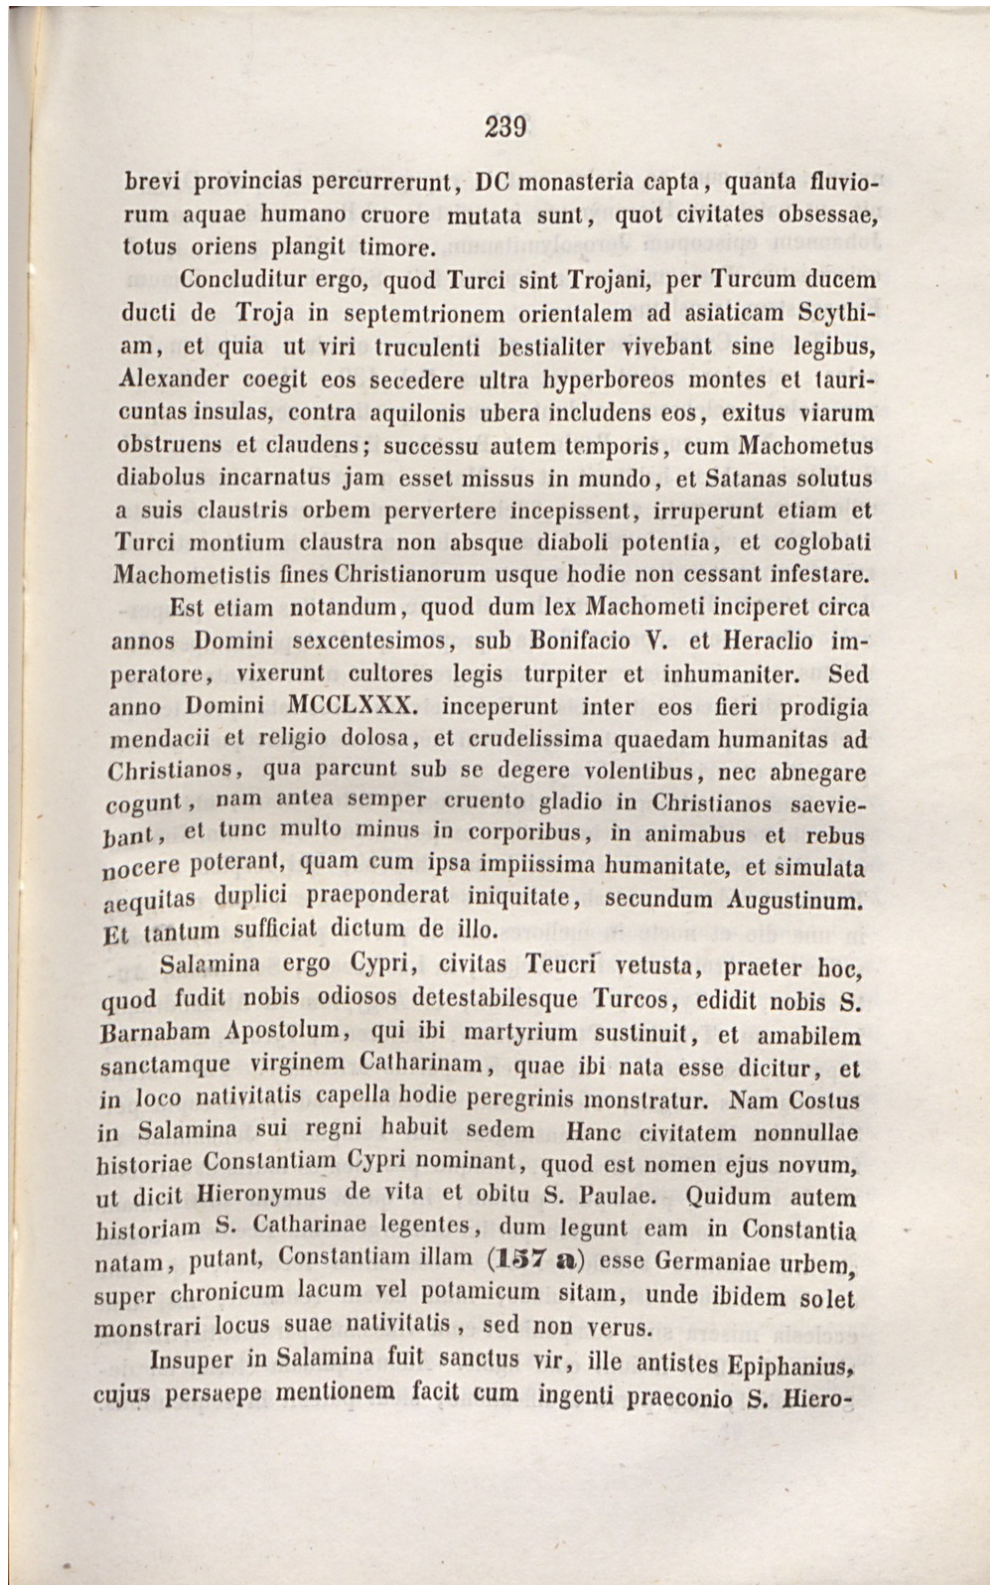 239
brevi provincias percurrerunt, DC monasteria capta, quanta fluvio-
rum aquae humano cruore mutata sunt, quot civitates obsessae,
totus oriens plangit timore.
Concluditur ergo, quod Turci sint Trojani, per Turcum ducem
ducti de Troja in septemtrionem orientalem ad asiaticam Scythi-
am, et quia ut viri truculenti bestialiter vivebant sine legibus,
Alexander coegit eos secedere ultra hyperboreos montes et tauri-
cuntas insulas, contra aquilonis ubera includens eos, exitus viarum
obstruens et claudens; successu autem temporis, cum Machometus
diabolus incarnatus jam esset missus in mundo, et Satanas solutus
a suis claustris orbem pervertere incepissent, irruperunt etiam et
Turci montium claustra non absque diaboli potentia, et coglobati
Machometistis fines Christianorum usque hodie non cessant infestare.
Est etiam notandum, quod dum lex Machometi inciperet circa
annos Domini sexcentesimos, sub Bonifacio V. et Heraclio im-
peratore, vixerunt cultores legis turpiter et inhumaniter. Sed
anno Domini MCCLXXX. inceperunt inter eos fieri prodigia
mendacii et religio dolosa, et crudelissima quaedam humanitas ad
Christianos, qua parcunt sub se degere volentibus, nec abnegare
cogunt, nam antea semper cruento gladio in Christianos saevie-
bant, et tunc multo minus in corporibus, in animabus et rebus
nocere poterant, quam cum ipsa impiissima humanitate, et simulata
aequitas duplici praeponderat iniquitate, secundum Augustinum.
Et tantum sufficiat dictum de illo.
Salamina ergo Cypri, civitas Teucri vetusta, praeter hoc,
quod fudit nobis odiosos detestabilesque Turcos, edidit nobis S.
Barnabam Apostolum, qui ibi martyrium sustinuit, et amabilem
sanctamque virginem Catharinam, quae ibi nata esse dicitur, et
in loco nativitatis capella hodie peregrinis monstratur. Nam Costus
in Salamina sui regni habuit sedem Hanc civitatem nonnullae
historiae Constantiam Cypri nominant, quod est nomen ejus novum,
ut dicit Hieronymus de vita et obitu S. Paulae. Quidum autem
historiam S. Catharinae legentes, dum legunt eam in Constantia
natam, putant, Constantiam illam (157 a) esse Germaniae urbem,
super chronicum lacum vel potamicum sitam, unde ibidem solet
monstrari locus suae nativitatis, sed non verus.
Insuper in Salamina fuit sanctus vir, ille antistes Epiphanius,
cujus persaepe mentionem facit cum ingenti praeconio S. Hiero-